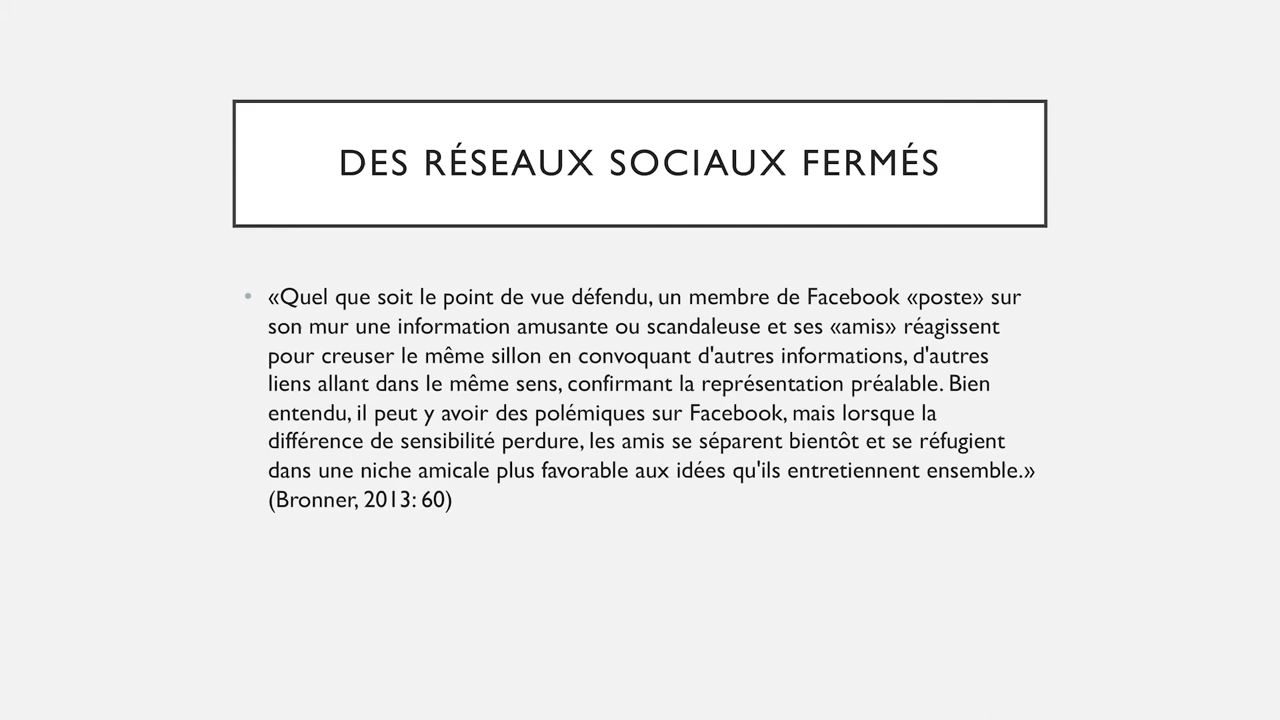 DES RÉSEAUX SOCIAUX FERMÉS
• «Quel que soit le point de vue défendu, un membre de Facebook «poste» sur
son mur une information amusante ou scandaleuse et ses «amis» réagissent
pour creuser le même sillon en convoquant d'autres informations, d'autres
liens allant dans le même sens, confirmant la représentation préalable. Bien
entendu, il peut y avoir des polémiques sur Facebook, mais lorsque la
différence de sensibilité perdure, les amis se séparent bientôt et se réfugient
dans une niche amicale plus favorable aux idées qu'ils entretiennent ensemble.»
(Bronner, 2013: 60)